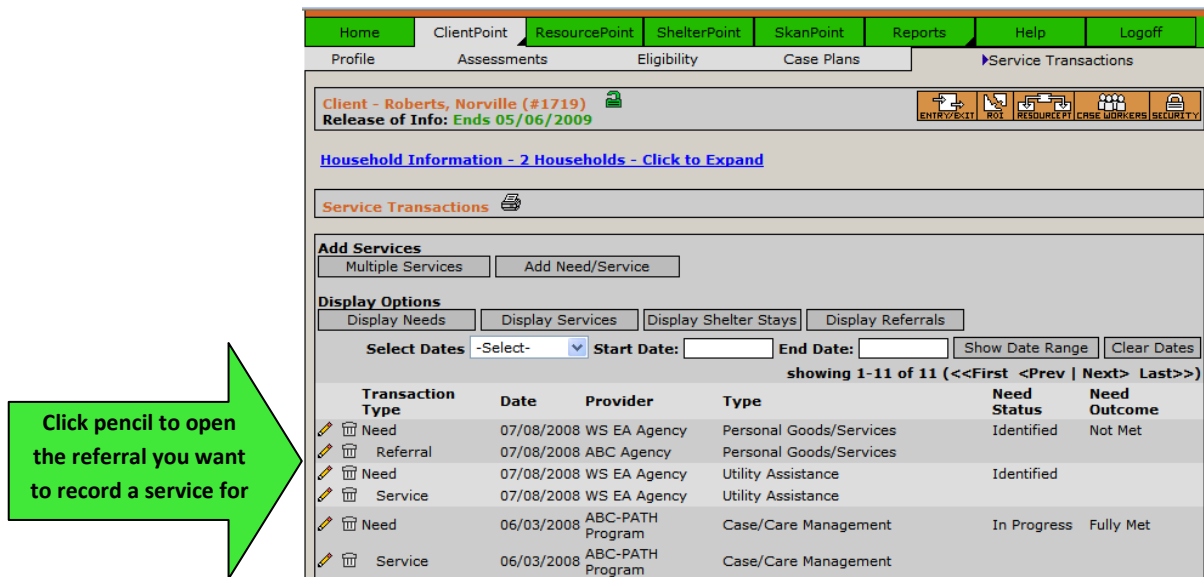 Home ClientPoint ResourcePoint ShelterPoint SkanPoint Reports Help Logoff
Profile Assessments Eligibility Case Plans Service Transactions
Client - Roberts, Norville (#1719)
Release of Info: Ends 05/06/2009
ENTRY/EXIT ROI RESOURCEPT CASE WORKERS SECURITY
Household Information - 2 Households - Click to Expand
Service Transactions
Add Services
Multiple Services Add Need/Service
Display Options
Display Needs Display Services Display Shelter Stays Display Referrals
Select Dates -Select- Start Date: End Date: Show Date Range Clear Dates
showing 1-11 of 11 (<<First <Prev | Next> Last>>)
Transaction Type Date Provider Type Need Status Need Outcome
Need 07/08/2008 WS EA Agency Personal Goods/Services Identified Not Met
Referral 07/08/2008 ABC Agency Personal Goods/Services
Need 07/08/2008 WS EA Agency Utility Assistance Identified
Service 07/08/2008 WS EA Agency Utility Assistance
Need 06/03/2008 ABC-PATH Program Case/Care Management In Progress Fully Met
Service 06/03/2008 ABC-PATH Program Case/Care Management
Click pencil to open
the referral you want
to record a service for